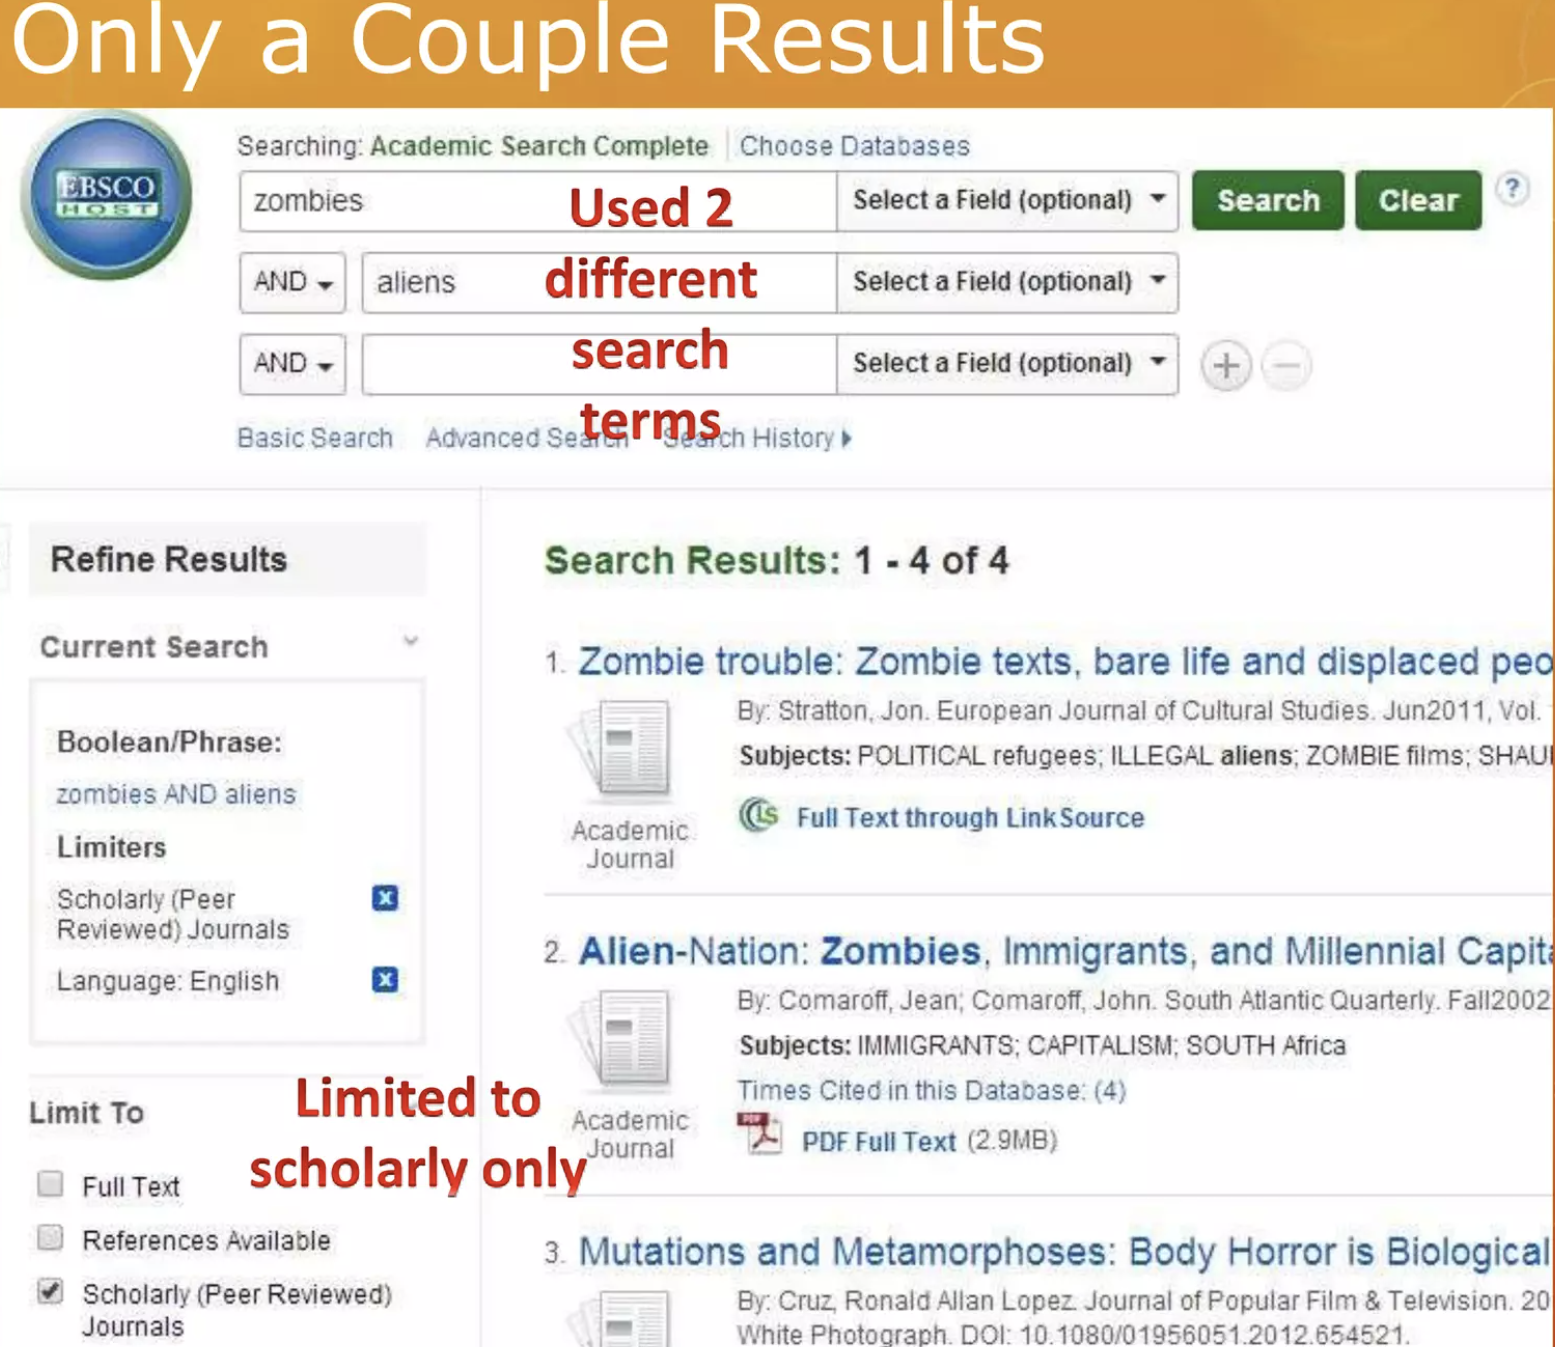 Only a Couple Results
EBSCO
HOST
Searching: Academic Search Complete Choose Databases
zombies
Select a Field (optional)
Search
Clear
?
AND
aliens
Select a Field (optional)
AND
Select a Field (optional)
Used 2
different
search
terms
Basic Search Advanced Search Search History
Refine Results
Current Search
Boolean/Phrase:
zombies AND aliens
Limiters
Scholarly (Peer
Reviewed) Journals
Language: English
Limit To
Limited to
scholarly only
Full Text
References Available
Scholarly (Peer Reviewed)
Journals
Search Results: 1 - 4 of 4
1. Zombie trouble: Zombie texts, bare life and displaced peo
By: Stratton, Jon. European Journal of Cultural Studies. Jun2011, Vol.
Subjects: POLITICAL refugees; ILLEGAL aliens; ZOMBIE films; SHAU
LS Full Text through LinkSource
Academic
Journal
2. Alien-Nation: Zombies, Immigrants, and Millennial Capita
By: Comaroff, Jean; Comaroff, John. South Atlantic Quarterly. Fall2002
Subjects: IMMIGRANTS; CAPITALISM; SOUTH Africa
Times Cited in this Database: (4)
PDF PDF Full Text (2.9MB)
Academic
Journal
3. Mutations and Metamorphoses: Body Horror is Biological
By: Cruz, Ronald Allan Lopez. Journal of Popular Film & Television. 20
White Photograph. DOI: 10.1080/01956051.2012.654521.